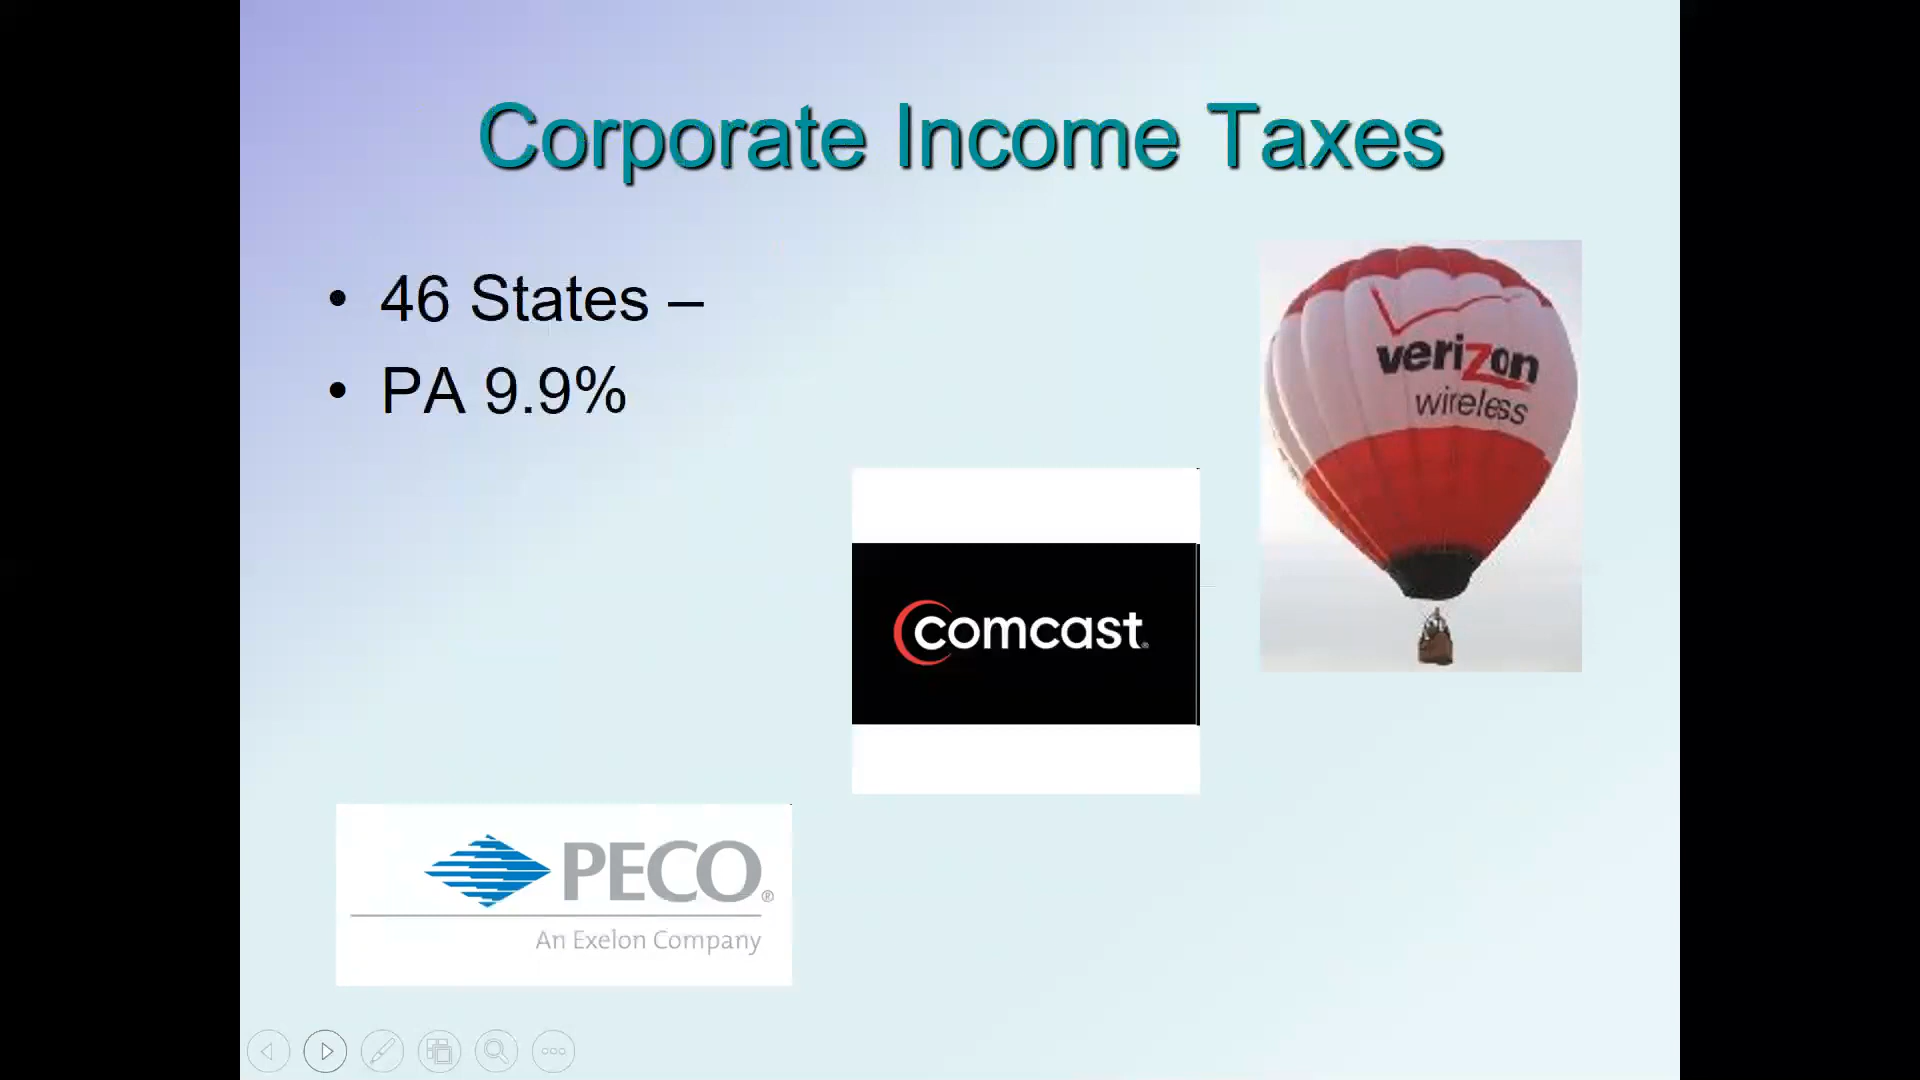 Corporate Income Taxes
• 46 States –
• PA 9.9%
verizon
wireless
comcast.
PECO®
An Exelon Company